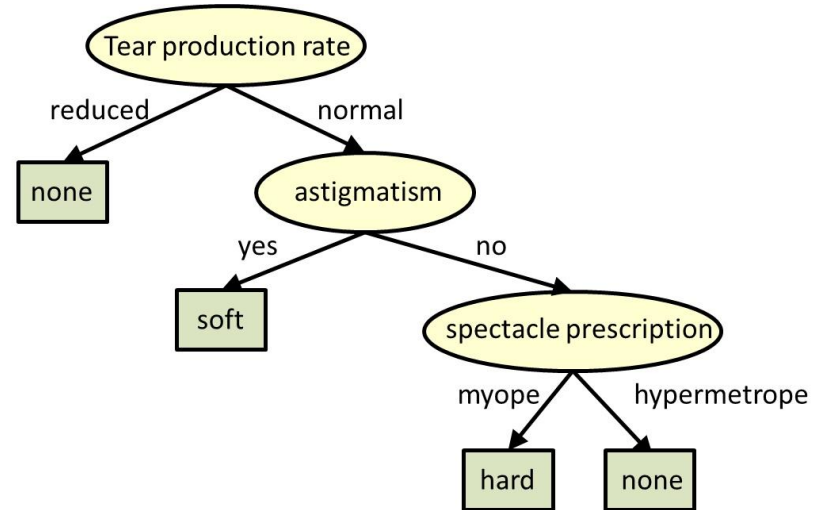 Tear production rate
reduced
normal
none
astigmatism
yes
no
soft
spectacle prescription
myope
hypermetrope
hard
none